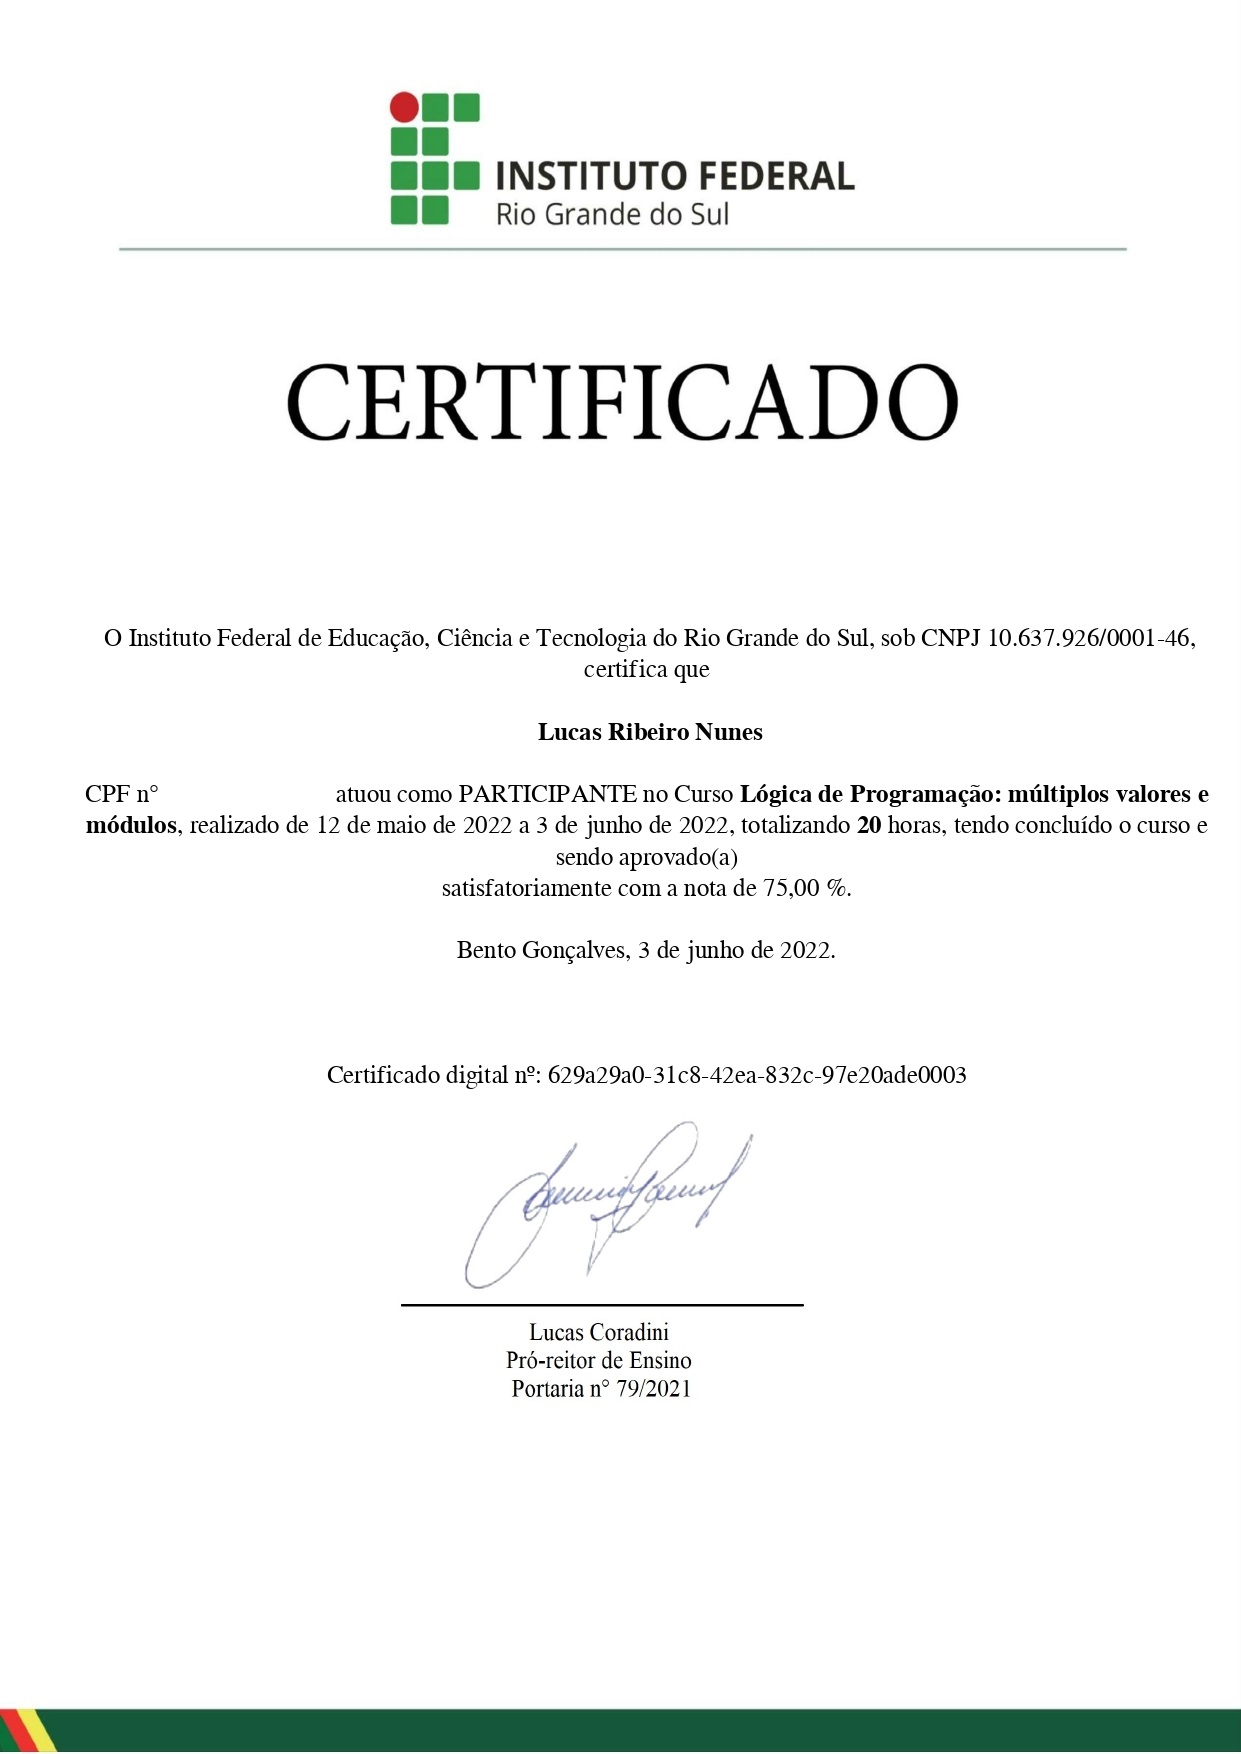 INSTITUTO FEDERAL
Rio Grande do Sul
CERTIFICADO
O Instituto Federal de Educação, Ciência e Tecnologia do Rio Grande do Sul, sob CNPJ 10.637.926/0001-46,
certifica que
Lucas Ribeiro Nunes
CPF n° atuou como PARTICIPANTE no Curso Lógica de Programação: múltiplos valores e
módulos, realizado de 12 de maio de 2022 a 3 de junho de 2022, totalizando 20 horas, tendo concluído o curso e
sendo aprovado(a)
satisfatoriamente com a nota de 75,00 %.
Bento Gonçalves, 3 de junho de 2022.
Certificado digital nº: 629a29a0-31c8-42ea-832c-97e20ade0003
Lucas Coradini
Pró-reitor de Ensino
Portaria n° 79/2021